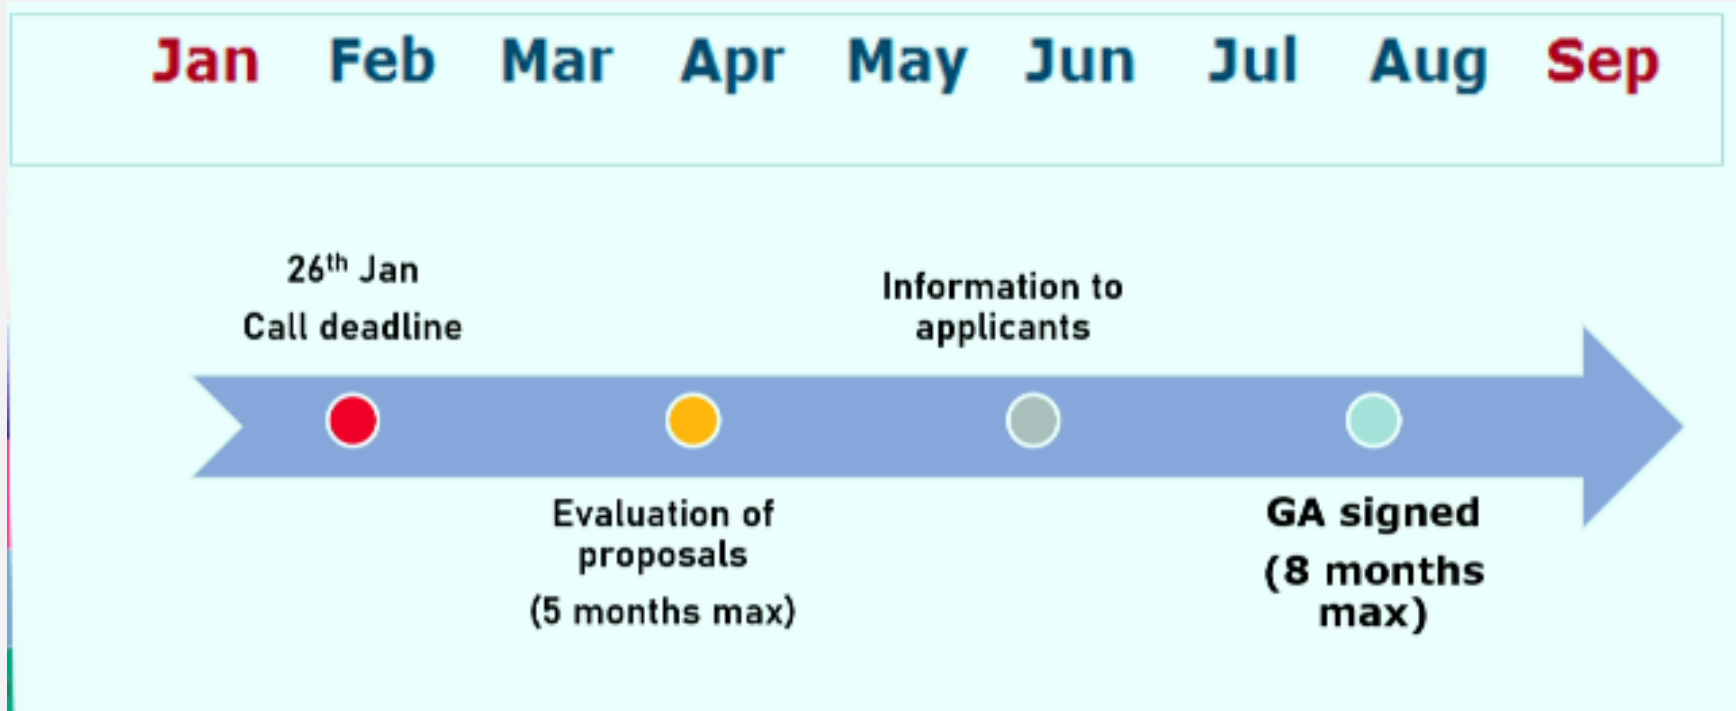 Jan Feb Mar Apr May Jun Jul Aug Sep
26th Jan
Call deadline
Information to
applicants
Evaluation of
proposals
(5 months max)
GA signed
(8 months
max)